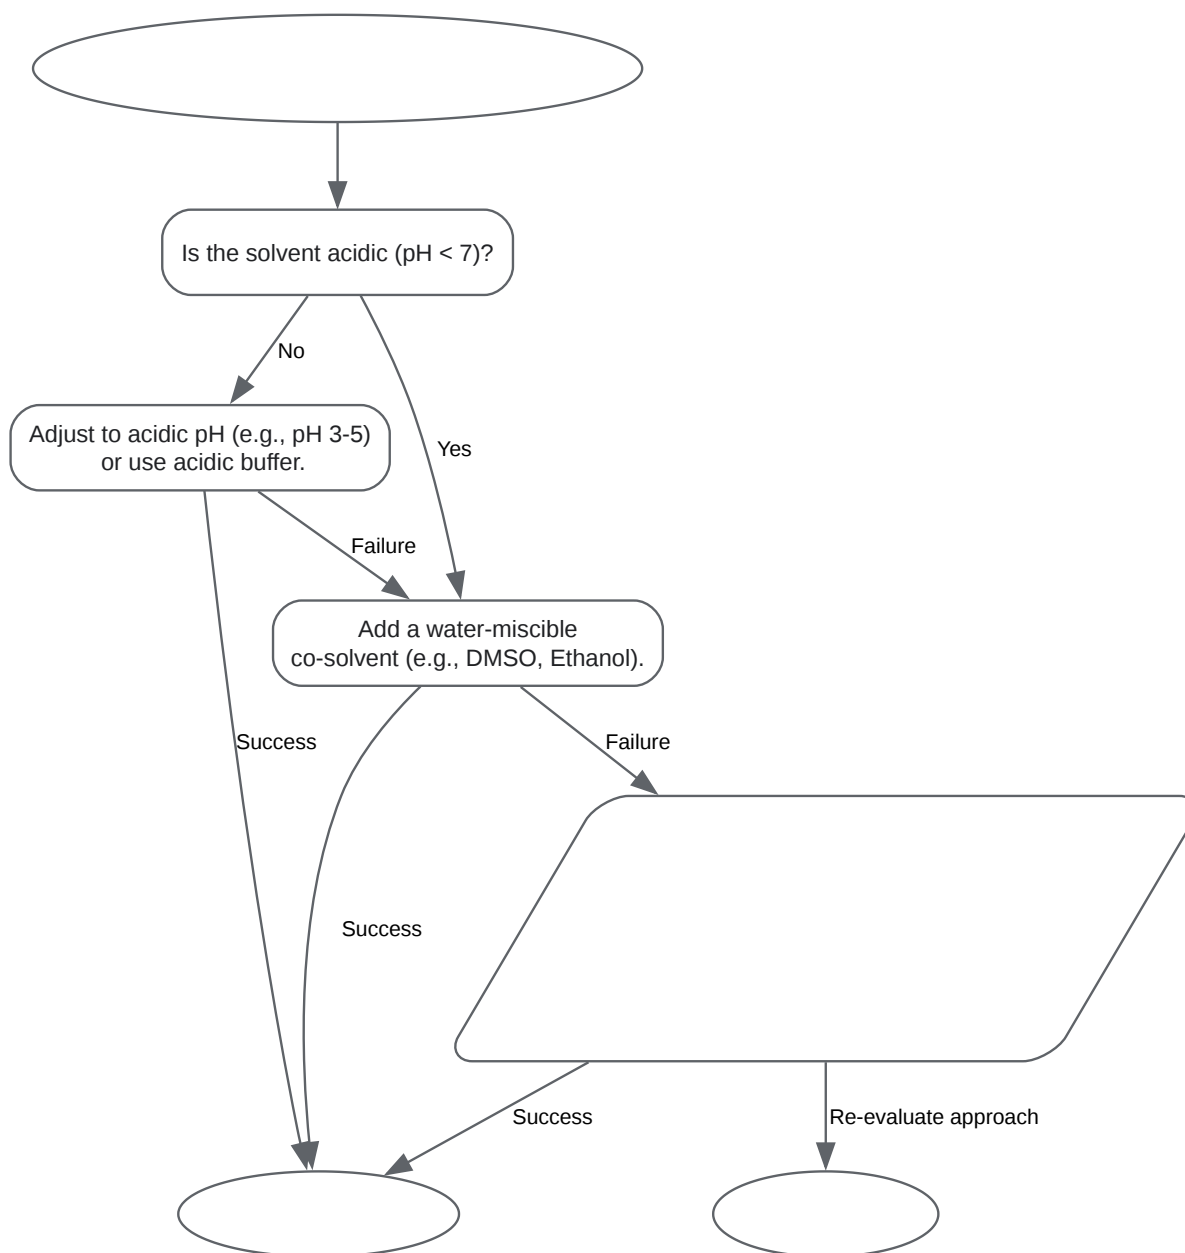 Is the solvent acidic (pH < 7)?
No
Adjust to acidic pH (e.g., pH 3-5)
or use acidic buffer.
Yes
Failure
Add a water-miscible
co-solvent (e.g., DMSO, Ethanol).
Success
Failure
Success
Success
Re-evaluate approach